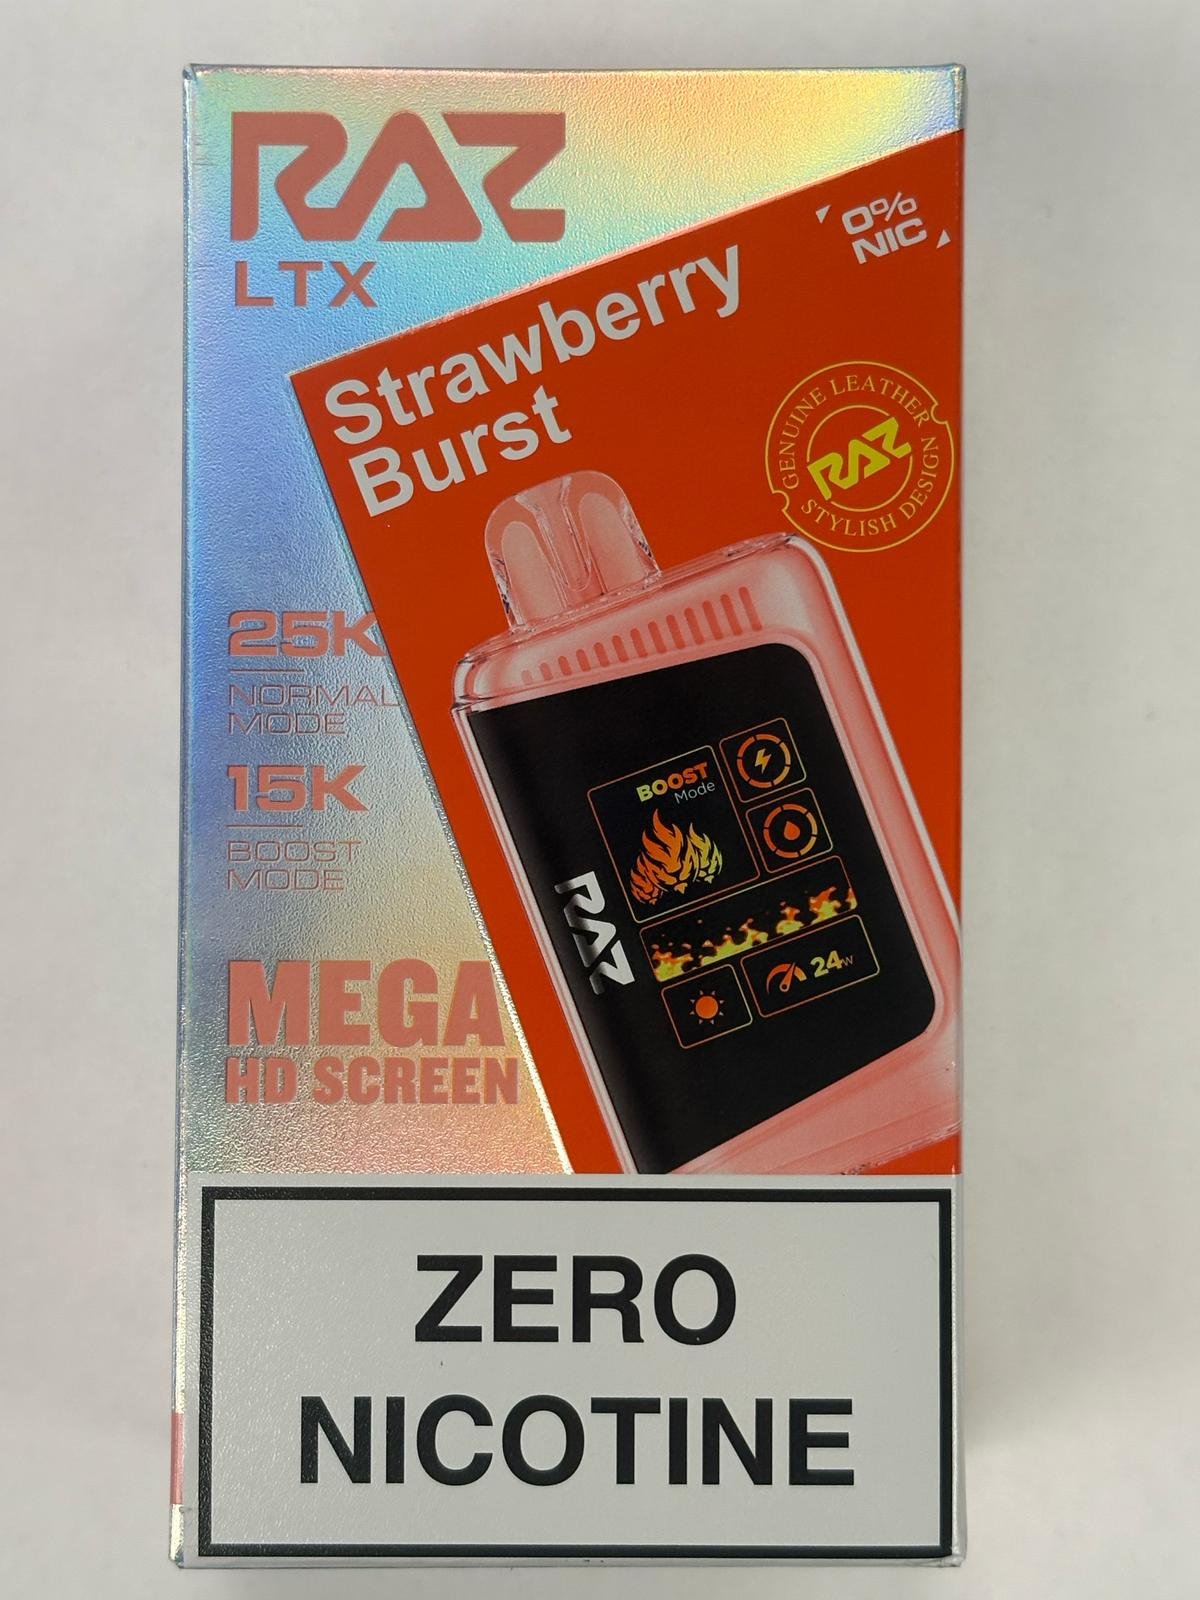 RAZ
LTX
0%
NIC
Strawberry
Burst
GENUINE LEATHER
RAZ
STYLISH DESIGN
25K
NORMAL
MODE
15K
BOOST
MODE
BOOST
Mode
RAZ
24W
MEGA
HD SCREEN
ZERO
NICOTINE